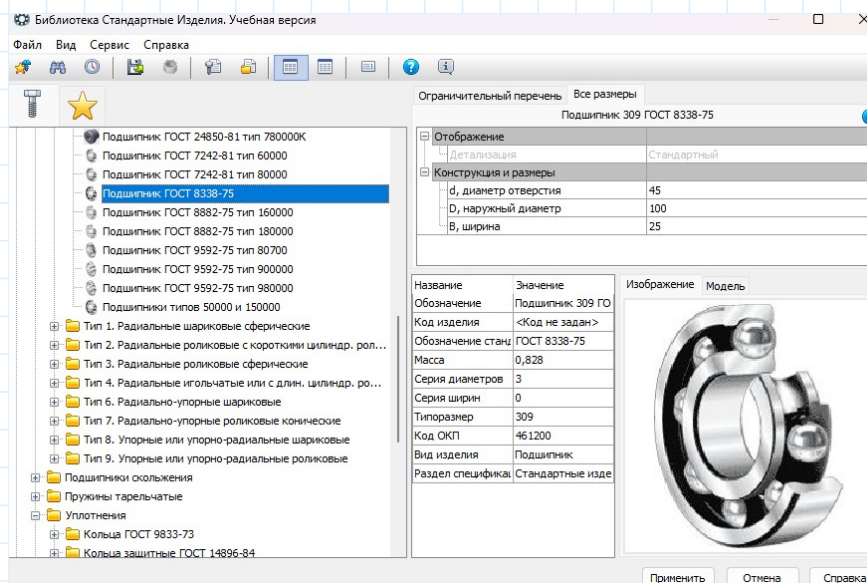 Библиотека Стандартные Изделия. Учебная версия
Файл Вид Сервис Справка
Подшипник ГОСТ 24850-81 тип 780000К
Подшипник ГОСТ 7242-81 тип 60000
Подшипник ГОСТ 7242-81 тип 80000
Подшипник ГОСТ 8338-75
Подшипник ГОСТ 8882-75 тип 160000
Подшипник ГОСТ 8882-75 тип 180000
Подшипник ГОСТ 9592-75 тип 80700
Подшипник ГОСТ 9592-75 тип 900000
Подшипник ГОСТ 9592-75 тип 980000
Подшипники типов 50000 и 150000
Тип 1. Радиальные шариковые сферические
Тип 2. Радиальные роликовые с короткими цилиндр. рол...
Тип 3. Радиальные роликовые сферические
Тип 4. Радиальные игольчатые или с длин. цилиндр. ро...
Тип 6. Радиально-упорные шариковые
Тип 7. Радиально-упорные роликовые конические
Тип 8. Упорные или упорно-радиальные шариковые
Тип 9. Упорные или упорно-радиальные роликовые
Подшипники скольжения
Пружины тарельчатые
Уплотнения
Кольца ГОСТ 9833-73
Кольца защитные ГОСТ 14896-84
Ограничительный перечень Все размеры
Подшипник 309 ГОСТ 8338-75
Отображение
Детализация Стандартный
Конструкция и размеры
d, диаметр отверстия 45
D, наружный диаметр 100
B, ширина 25
Название Значение
Обозначение Подшипник 309 ГО
Код изделия <Код не задан>
Обозначение станд ГОСТ 8338-75
Масса 0,828
Серия диаметров 3
Серия ширин 0
Типоразмер 309
Код ОКП 461200
Вид изделия Подшипник
Раздел спецификац Стандартные изде
Изображение Модель
Применить Отмена Справка